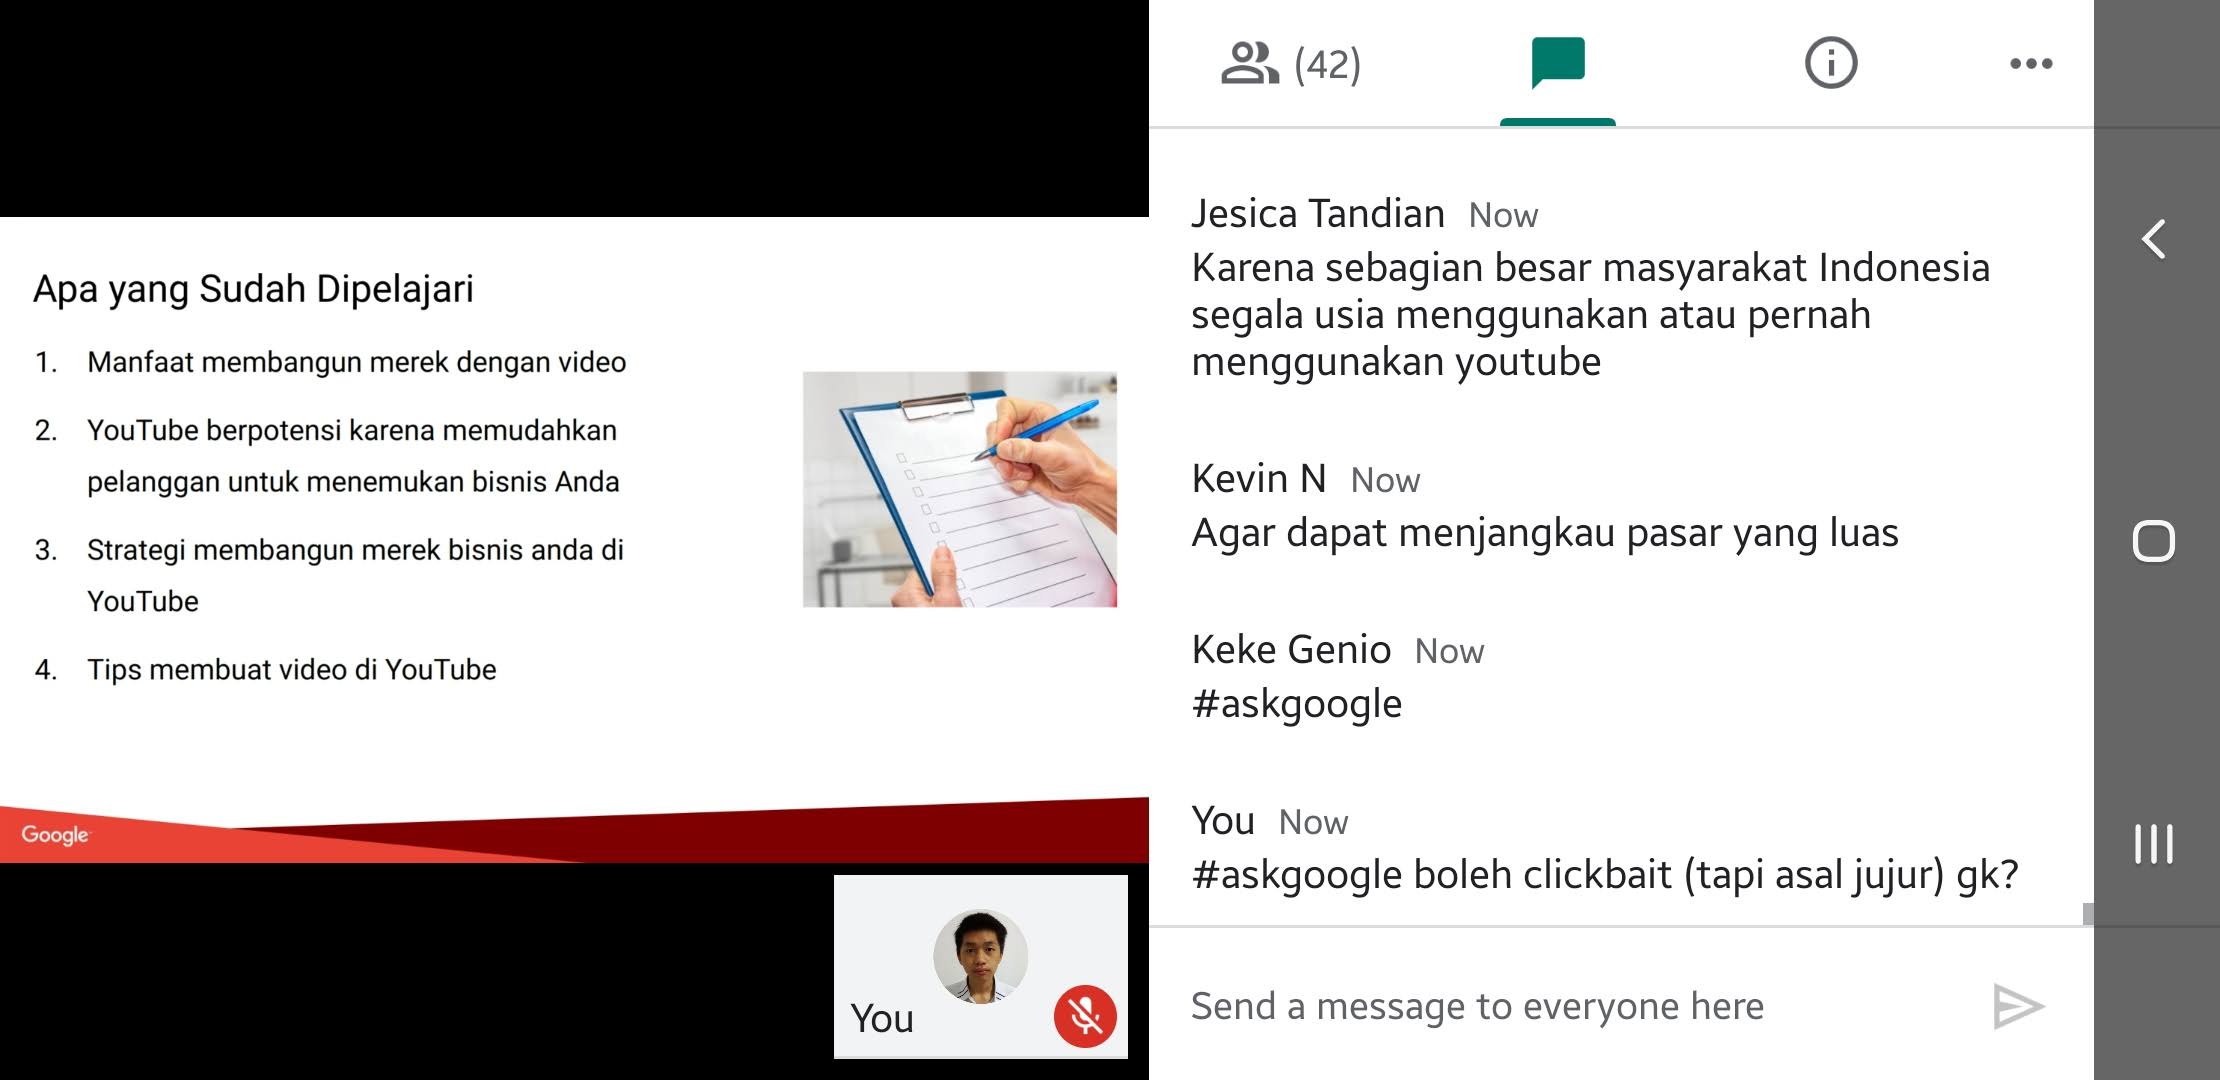 Apa yang Sudah Dipelajari
1. Manfaat membangun merek dengan video
2. YouTube berpotensi karena memudahkan
pelanggan untuk menemukan bisnis Anda
3. Strategi membangun merek bisnis anda di
YouTube
4. Tips membuat video di YouTube
Google
You
(42)
Jesica Tandian Now
Karena sebagian besar masyarakat Indonesia
segala usia menggunakan atau pernah
menggunakan youtube
Kevin N Now
Agar dapat menjangkau pasar yang luas
Keke Genio Now
#askgoogle
You Now
#askgoogle boleh clickbait (tapi asal jujur) gk?
Send a message to everyone here